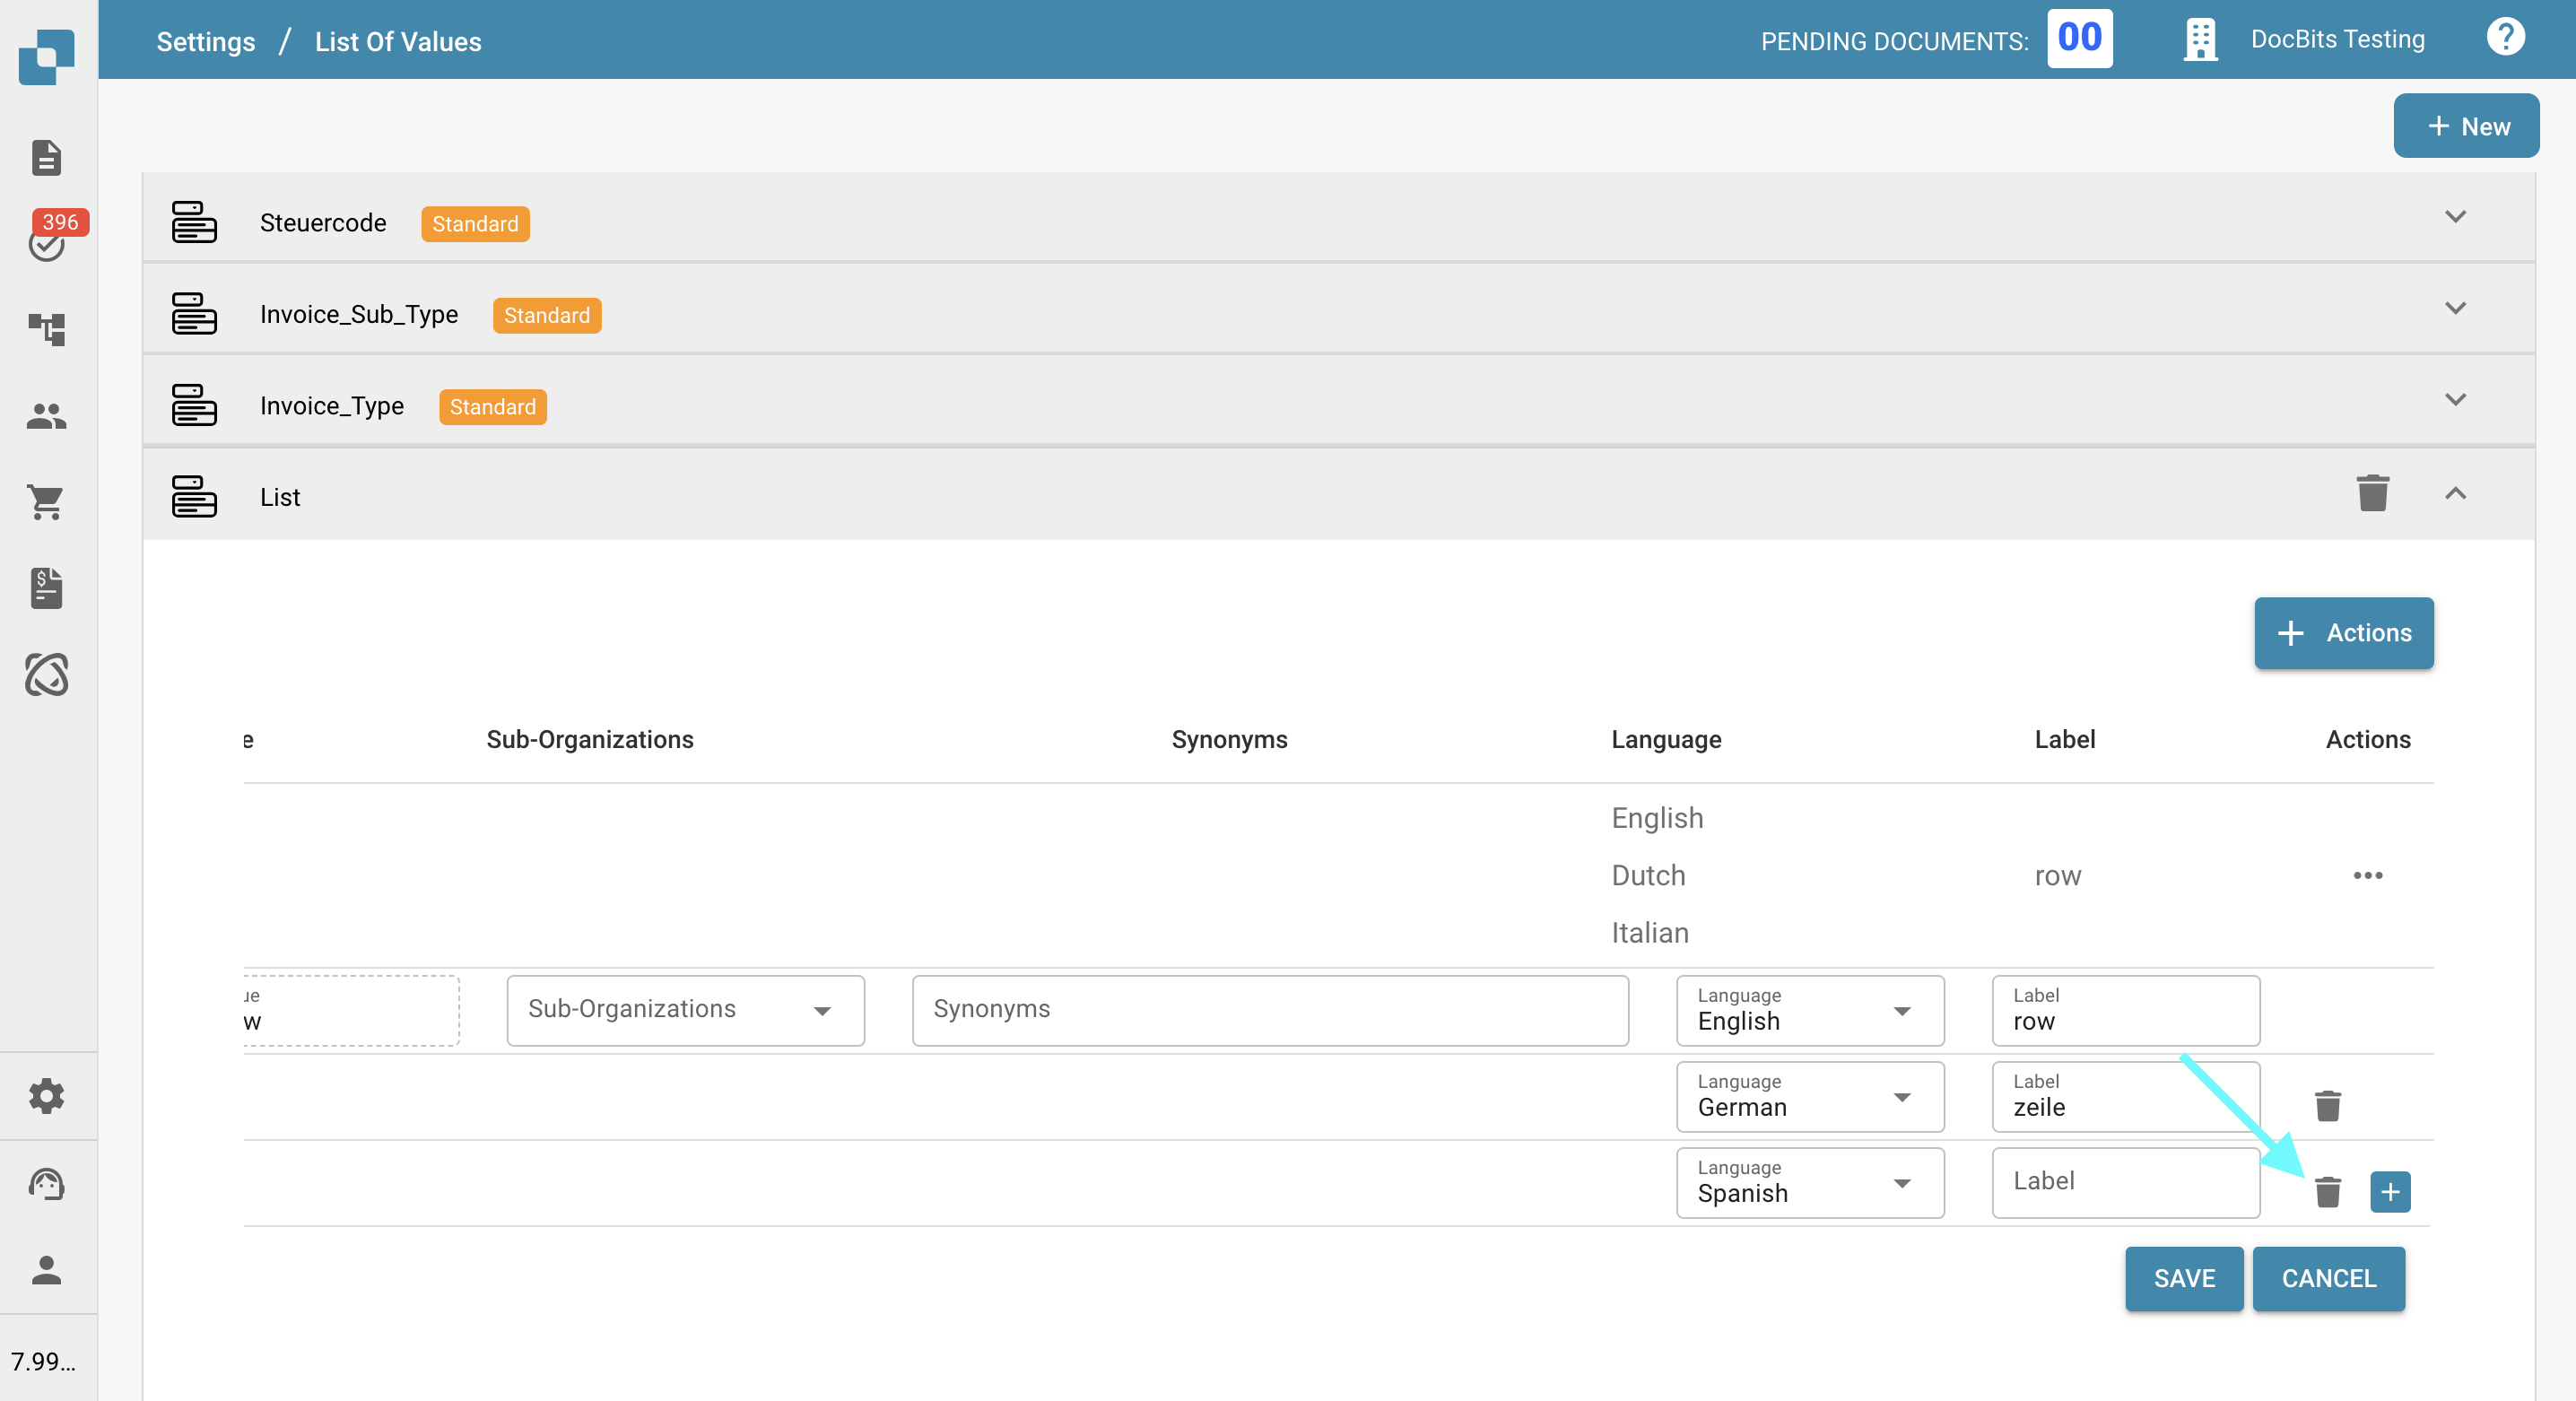 Settings / List Of Values
PENDING DOCUMENTS: 00
DocBits Testing
?
+ New
396
Steuercode Standard
Invoice_Sub_Type Standard
Invoice_Type Standard
List
+ Actions
e Sub-Organizations Synonyms Language Label Actions
English
Dutch row ...
Italian
ue
w
Sub-Organizations
Synonyms
Language
English
Label
row
Language
German
Label
zeile
Language
Spanish
Label
+
SAVE CANCEL
7.99...